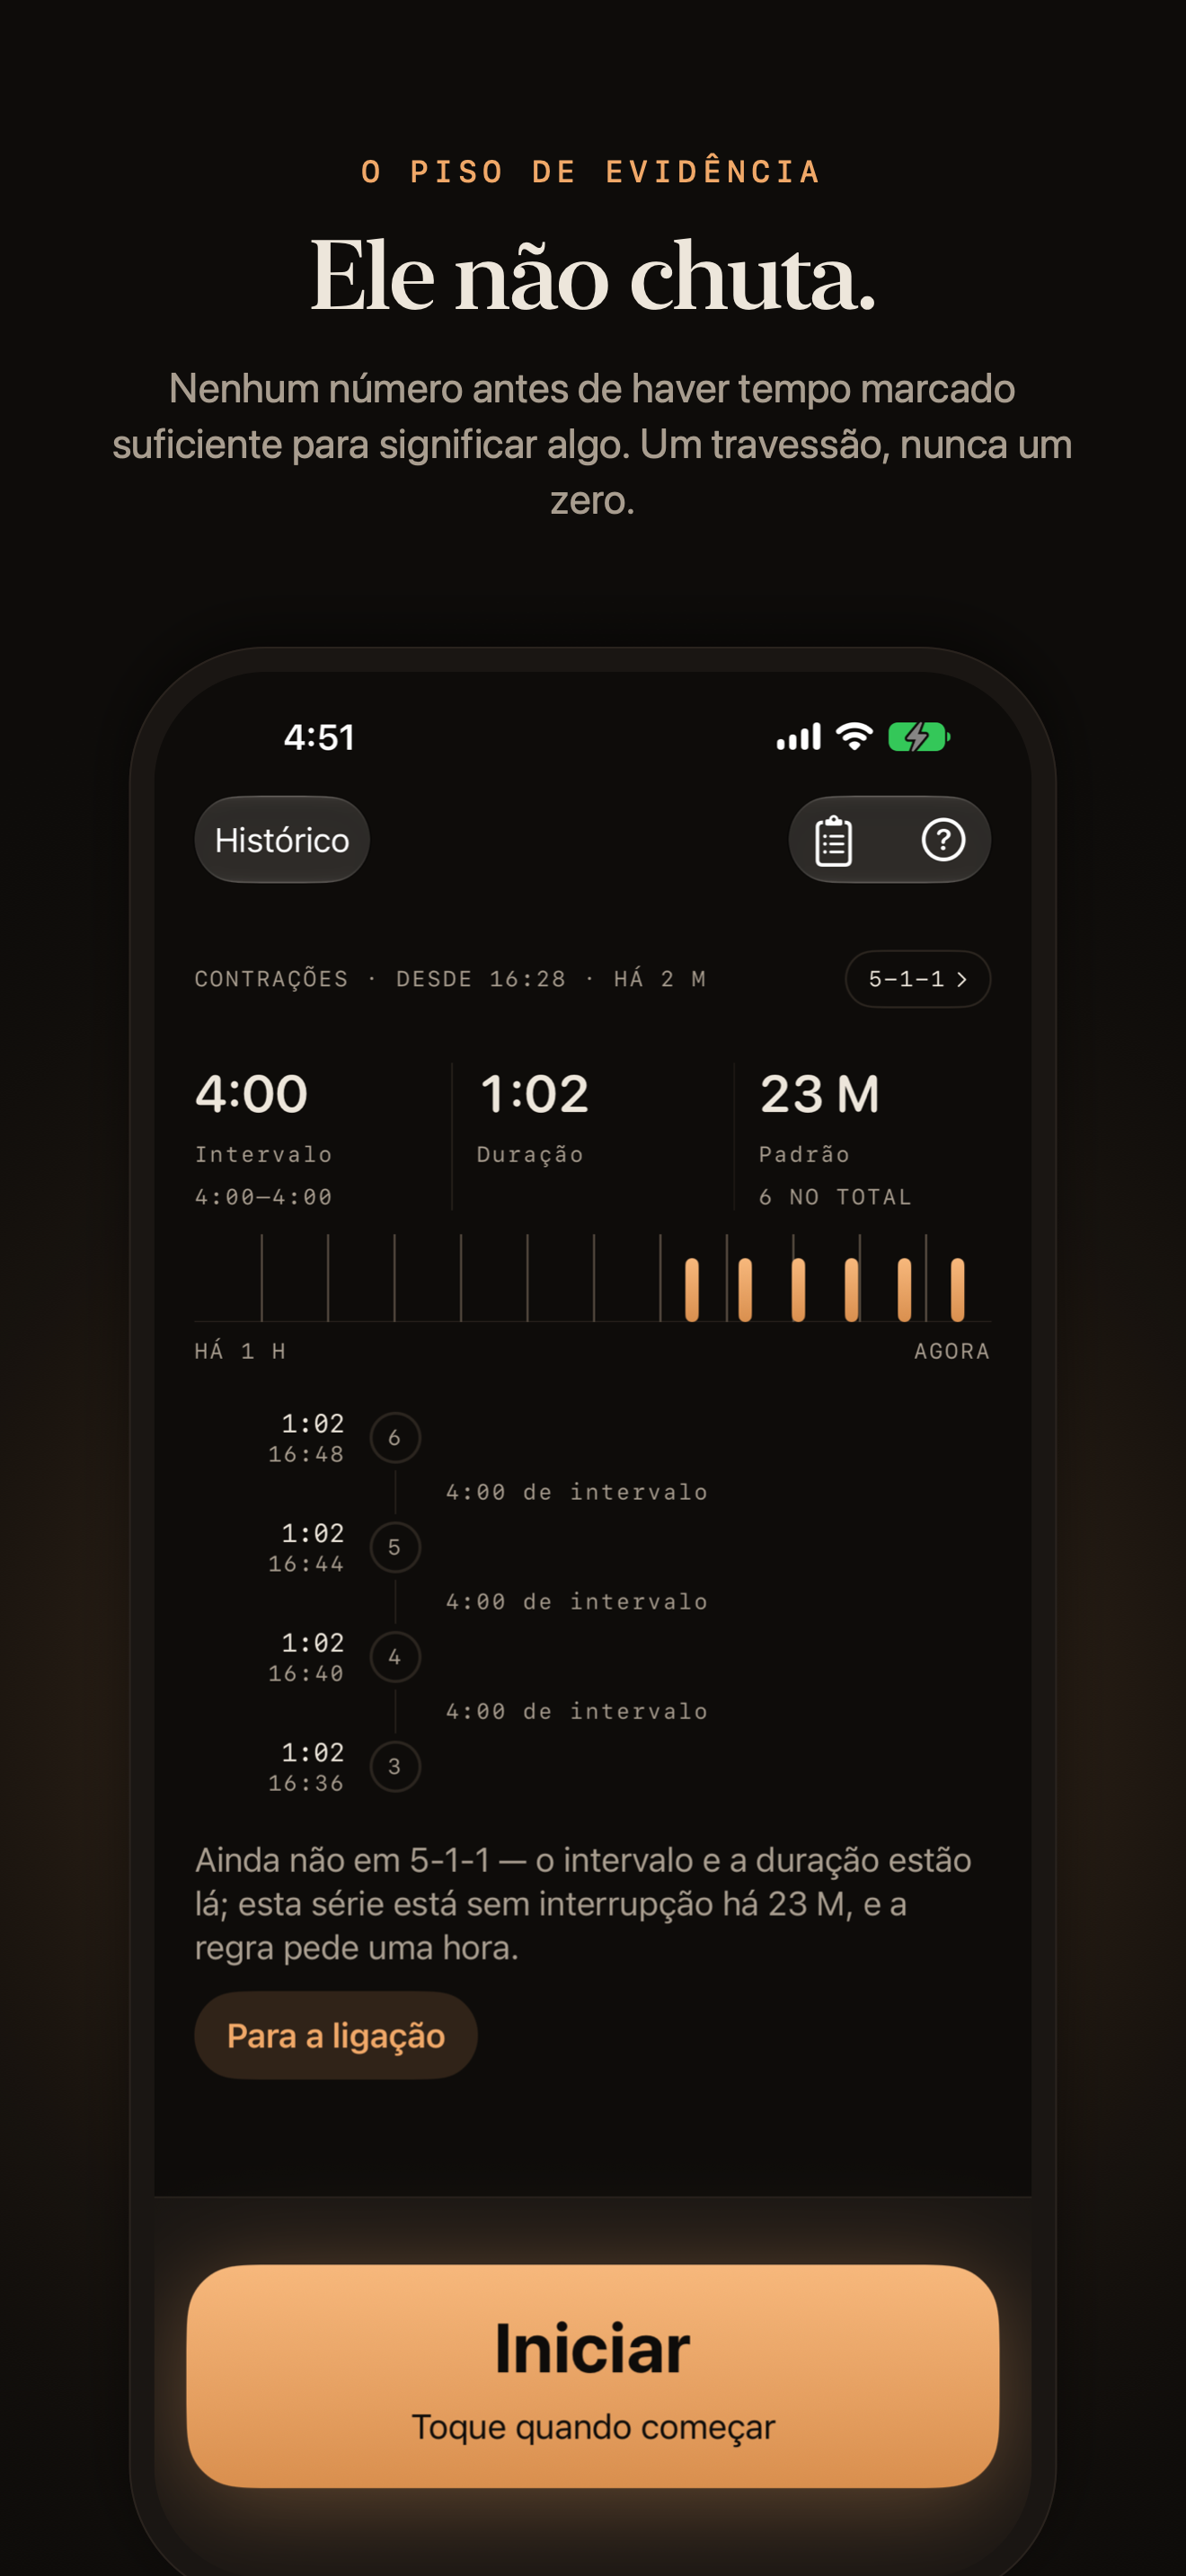 O PISO DE EVIDÊNCIA
Ele não chuta.
Nenhum número antes de haver tempo marcado
suficiente para significar algo. Um travessão, nunca um
zero.
4:51
Histórico
?
CONTRAÇÕES · DESDE 16:28 · HÁ 2 M
5-1-1 >
4:00
1:02
23 M
Intervalo
Duração
Padrão
4:00—4:00
6 NO TOTAL
HÁ 1 H
AGORA
1:02
16:48
6
4:00 de intervalo
1:02
16:44
5
4:00 de intervalo
1:02
16:40
4
4:00 de intervalo
1:02
16:36
3
Ainda não em 5-1-1 — o intervalo e a duração estão
lá; esta série está sem interrupção há 23 M, e a
regra pede uma hora.
Para a ligação
Iniciar
Toque quando começar